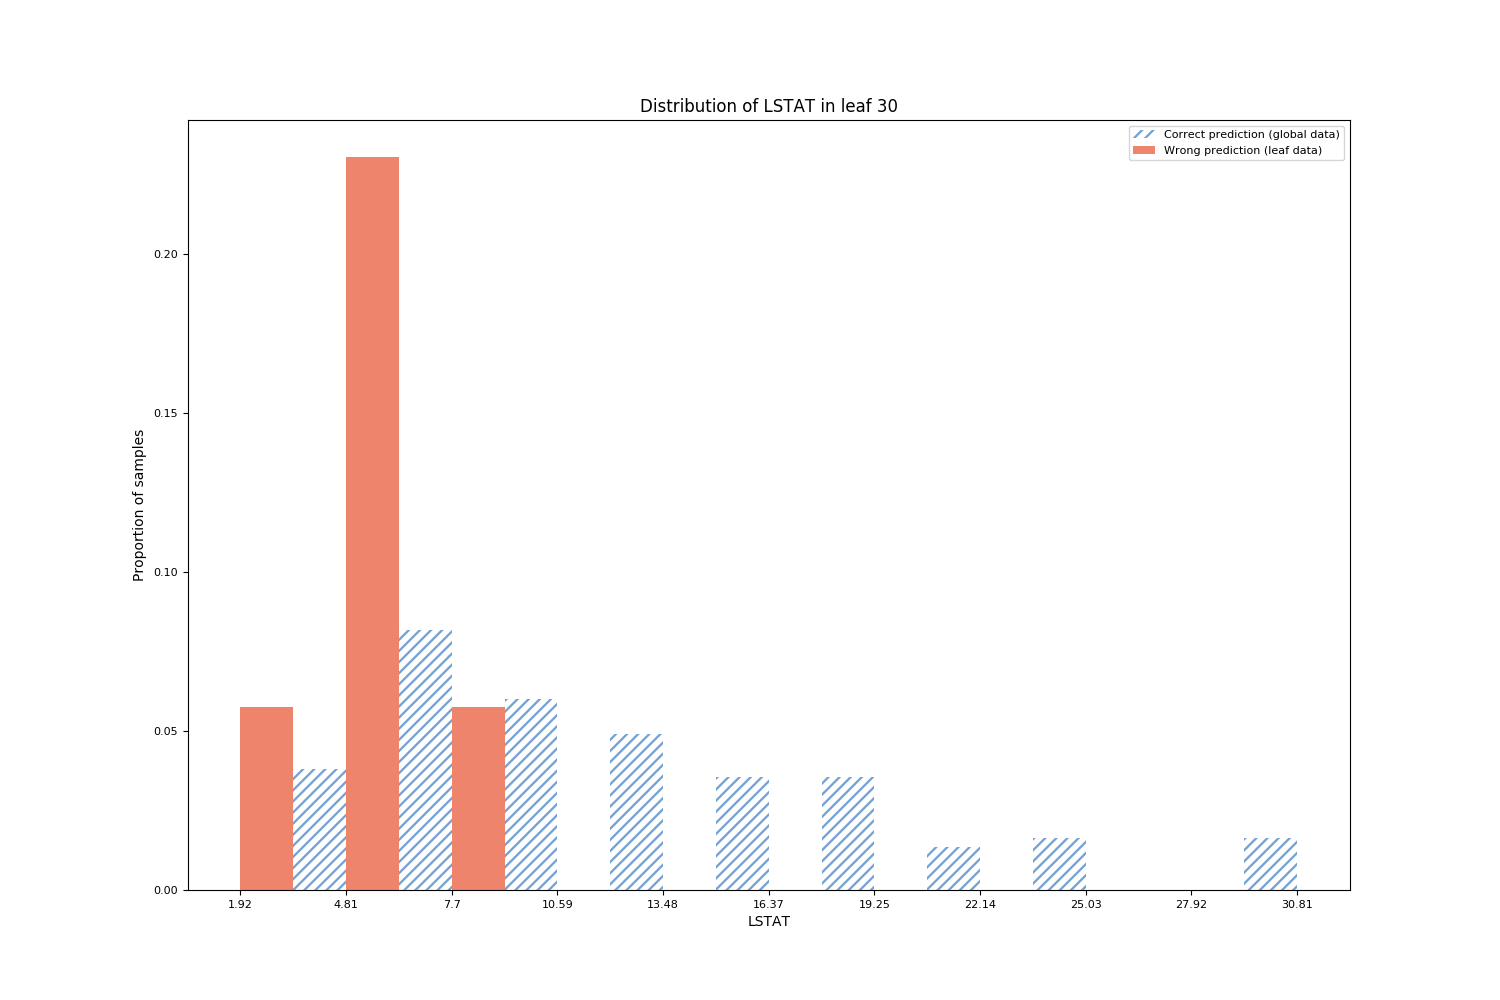 Distribution of LSTAT in leaf 30
Correct prediction (global data)
Wrong prediction (leaf data)
Proportion of samples
0.20
0.15
0.10
0.05
0.00
1.92 4.81 7.7 10.59 13.48 16.37 19.25 22.14 25.03 27.92 30.81
LSTAT